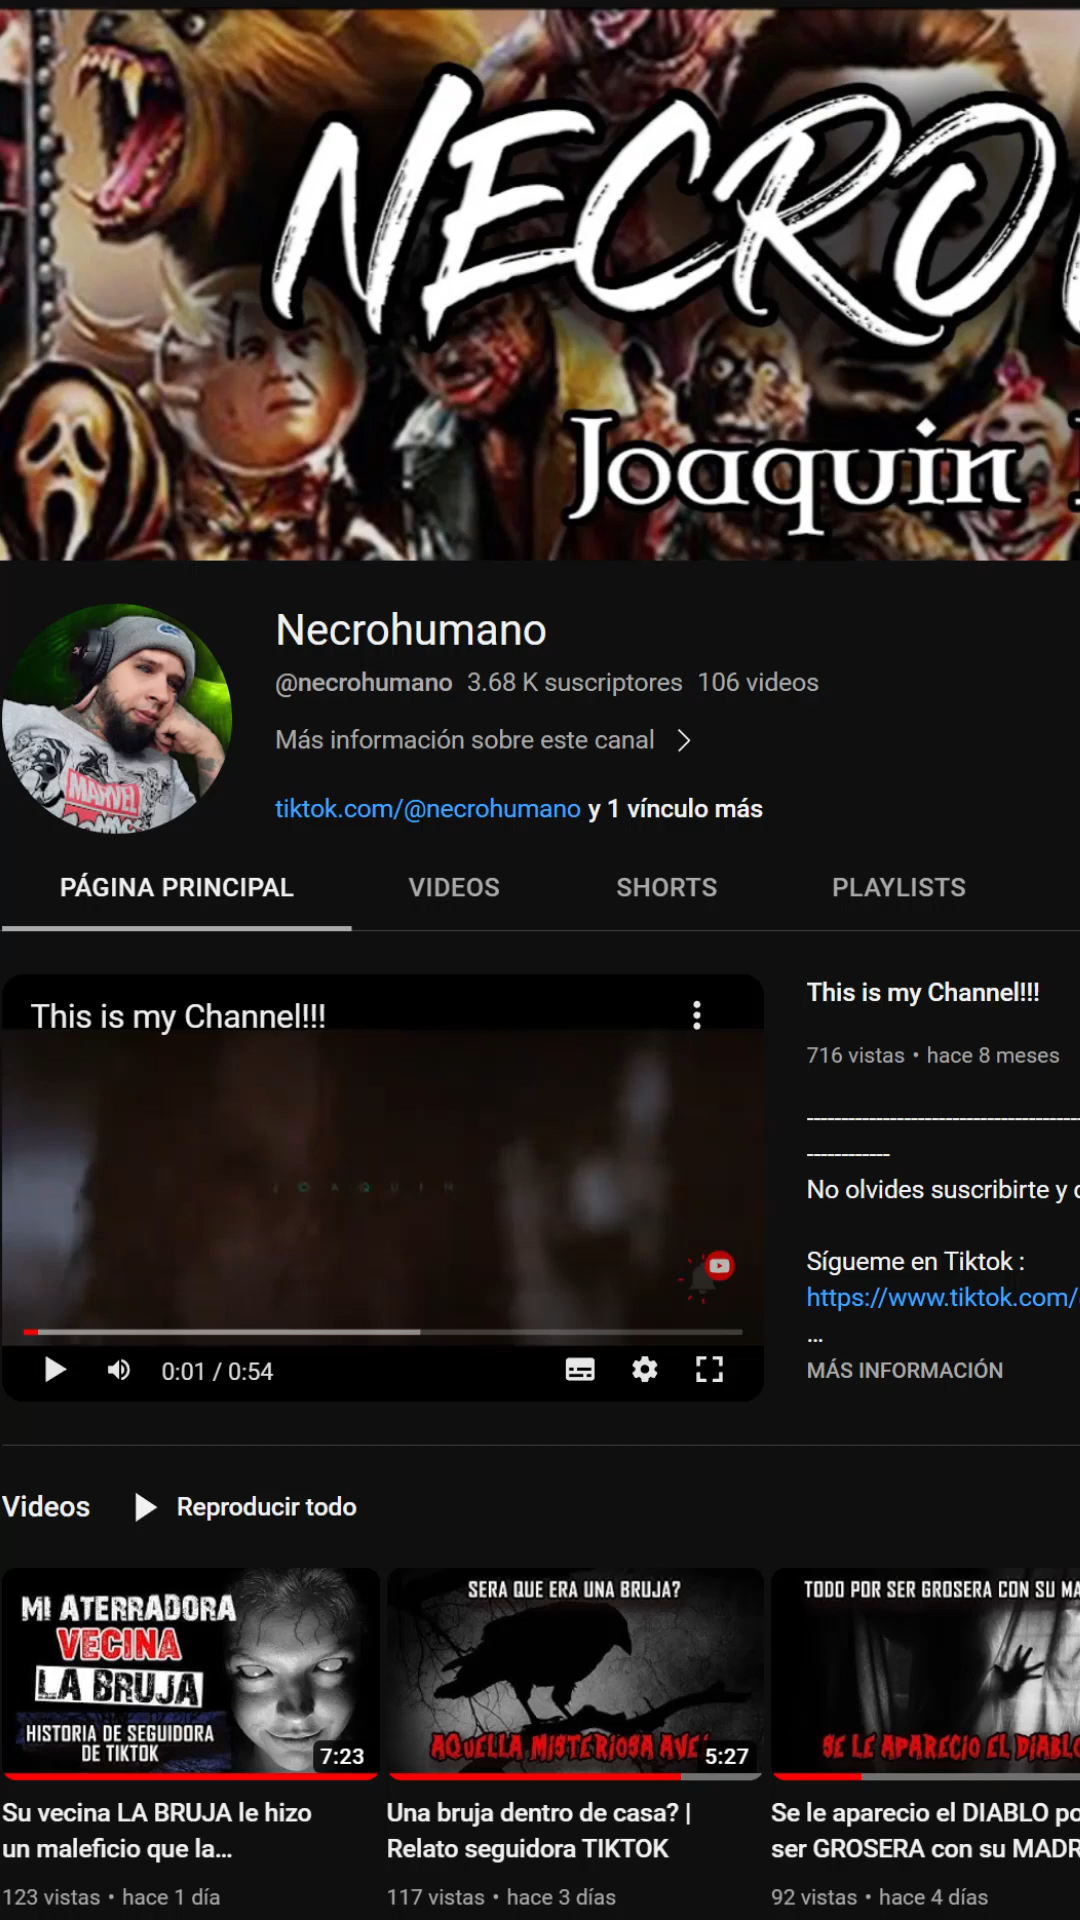 NECRO
Joaquin
Necrohumano
@necrohumano 3.68 K suscriptores 106 videos
Más información sobre este canal
tiktok.com/@necrohumano y 1 vínculo más
PÁGINA PRINCIPAL VIDEOS SHORTS PLAYLISTS
MARVEL
COMICS
This is my Channel!!!
JOAQUIN
0:01 / 0:54
This is my Channel!!!
716 vistas • hace 8 meses
------------------------------------------------
------------
No olvides suscribirte y
Sígueme en Tiktok :
https://www.tiktok.com/
...
MÁS INFORMACIÓN
Videos Reproducir todo
MI ATERRADORA
VECINA
LA BRUJA
HISTORIA DE SEGUIDORA
DE TIKTOK
7:23
Su vecina LA BRUJA le hizo
un maleficio que la...
123 vistas • hace 1 día
SERA QUE ERA UNA BRUJA?
AQUELLA MISTERIOSA AVE
5:27
Una bruja dentro de casa? |
Relato seguidora TIKTOK
117 vistas • hace 3 días
TODO POR SER GROSERA CON SU MA
SE LE APARECIO EL DIABLO
Se le aparecio el DIABLO po
ser GROSERA con su MADR
92 vistas • hace 4 días